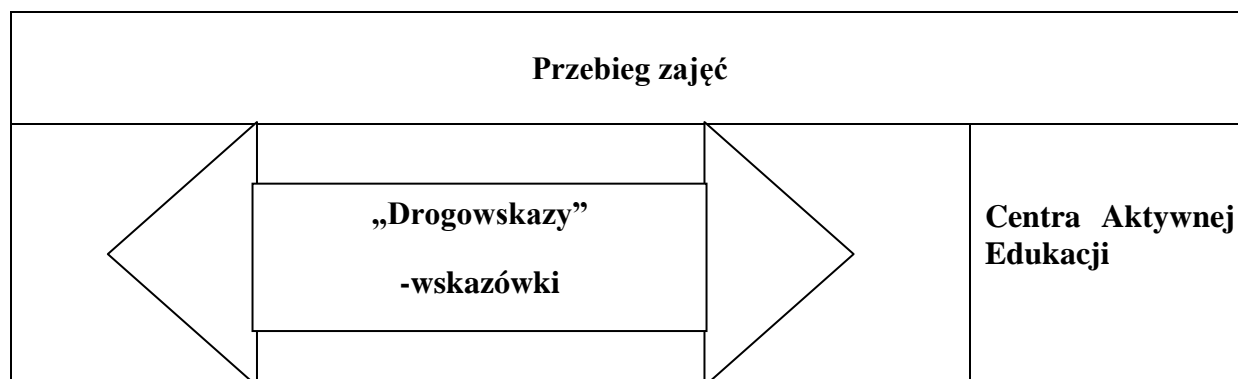 Przebieg zajęć
„Drogowskazy”
-wskazówki
Centra Aktywnej
Edukacji